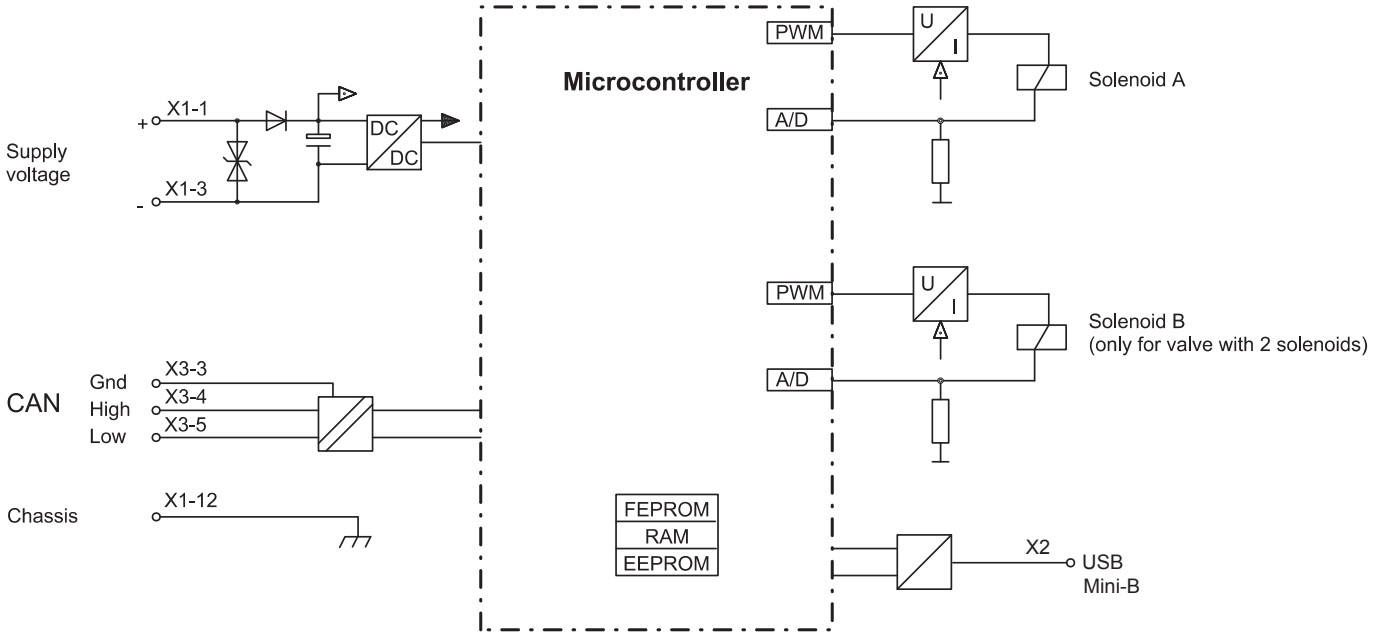 Microcontroller
Supply
voltage
+
X1-1
-
X1-3
DC
DC
CAN
Gnd
X3-3
High
X3-4
Low
X3-5
Chassis
X1-12
PWM
U
I
Solenoid A
A/D
PWM
U
I
Solenoid B
(only for valve with 2 solenoids)
A/D
FEPROM
RAM
EEPROM
X2
USB
Mini-B